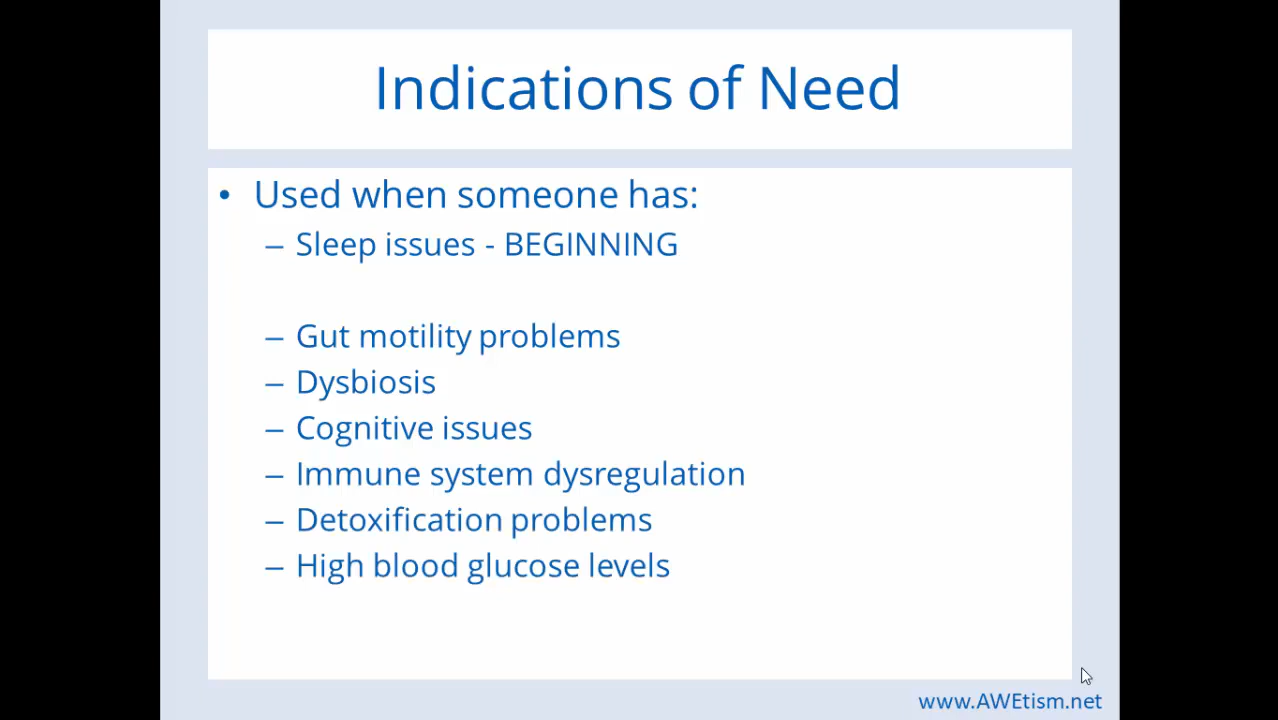 Indications of Need
• Used when someone has:
– Sleep issues - BEGINNING
– Gut motility problems
– Dysbiosis
– Cognitive issues
– Immune system dysregulation
– Detoxification problems
– High blood glucose levels
www.AWEtism.net